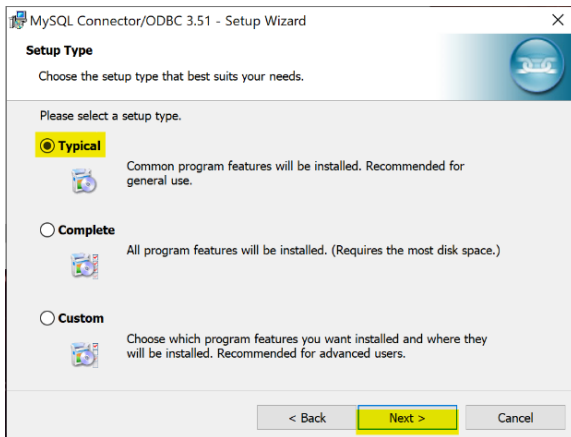 MySQL Connector/ODBC 3.51 - Setup Wizard
Setup Type
Choose the setup type that best suits your needs.
Please select a setup type.
Typical
Common program features will be installed. Recommended for
general use.
Complete
All program features will be installed. (Requires the most disk space.)
Custom
Choose which program features you want installed and where they
will be installed. Recommended for advanced users.
< Back Next > Cancel